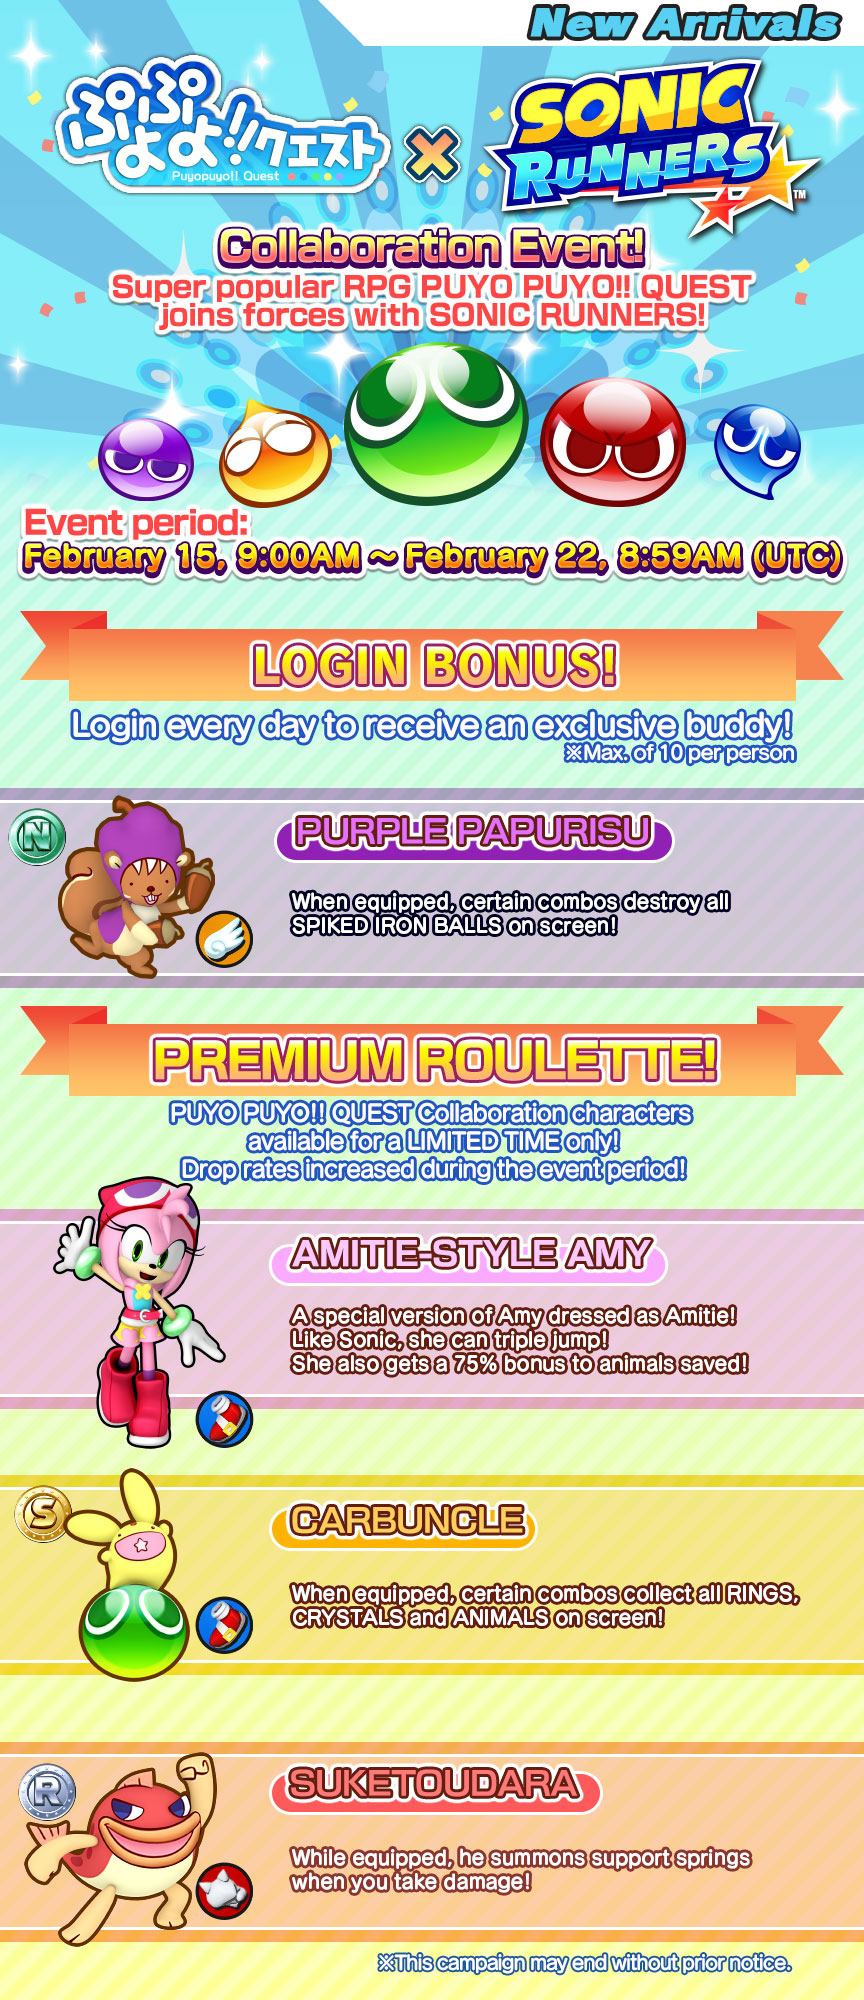 New Arrivals
ぷよぷよ!!クエスト
Puyopuyo!! Quest
×
SONIC
RUNNERS
TM
Collaboration Event!
Super popular RPG PUYO PUYO!! QUEST
joins forces with SONIC RUNNERS!
Event period:
February 15, 9:00AM ~ February 22, 8:59AM (UTC)
LOGIN BONUS!
Login every day to receive an exclusive buddy!
※Max. of 10 per person
N
PURPLE PAPURISU
When equipped, certain combos destroy all
SPIKED IRON BALLS on screen!
PREMIUM ROULETTE!
PUYO PUYO!! QUEST Collaboration characters
available for a LIMITED TIME only!
Drop rates increased during the event period!
AMITIE-STYLE AMY
A special version of Amy dressed as Amitie!
Like Sonic, she can triple jump!
She also gets a 75% bonus to animals saved!
S
CARBUNCLE
When equipped, certain combos collect all RINGS,
CRYSTALS and ANIMALS on screen!
R
SUKETOUDARA
While equipped, he summons support springs
when you take damage!
※This campaign may end without prior notice.